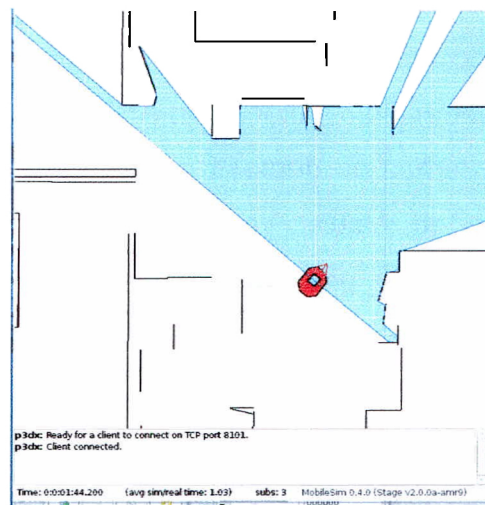 p3dx: Ready for a client to connect on TCP port 8101.
p3dx: Client connected.
Time: 0:0:01:44.200 (avg sim/real time: 1.03) subs: 3 MobileSim 0.4.0 (Stage v2.0.0a-amr9)